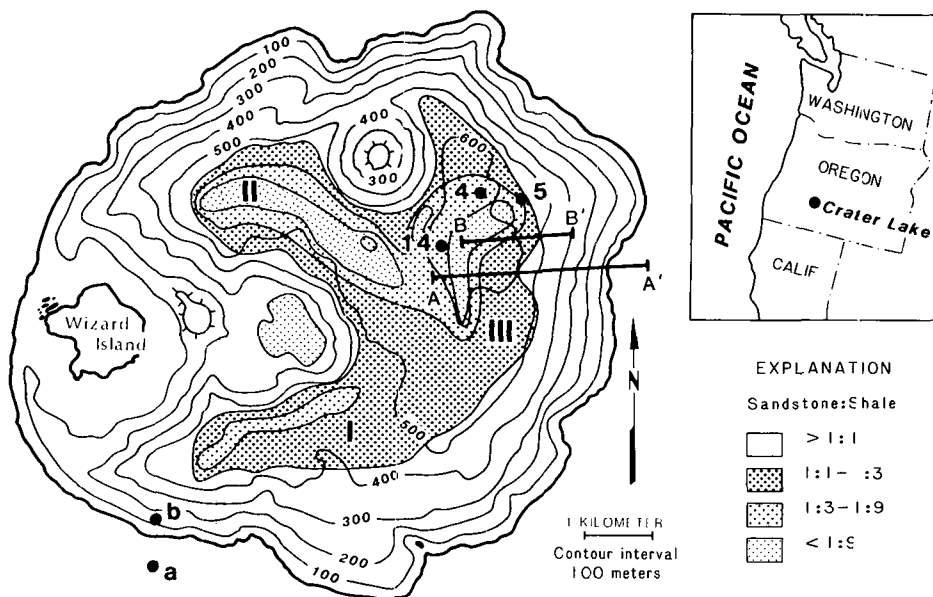 100
200
300
400
500
400
300
600
II
4
5
B
B'
14
A
A'
III
Wizard
Island
I
500
400
300
200
100
b
a
N
1 KILOMETER
Contour interval
100 meters
PACIFIC OCEAN
WASHINGTON
OREGON
Crater Lake
CALIF
EXPLANATION
Sandstone:Shale
> 1:1
1:1- :3
1:3-1:9
< 1:9